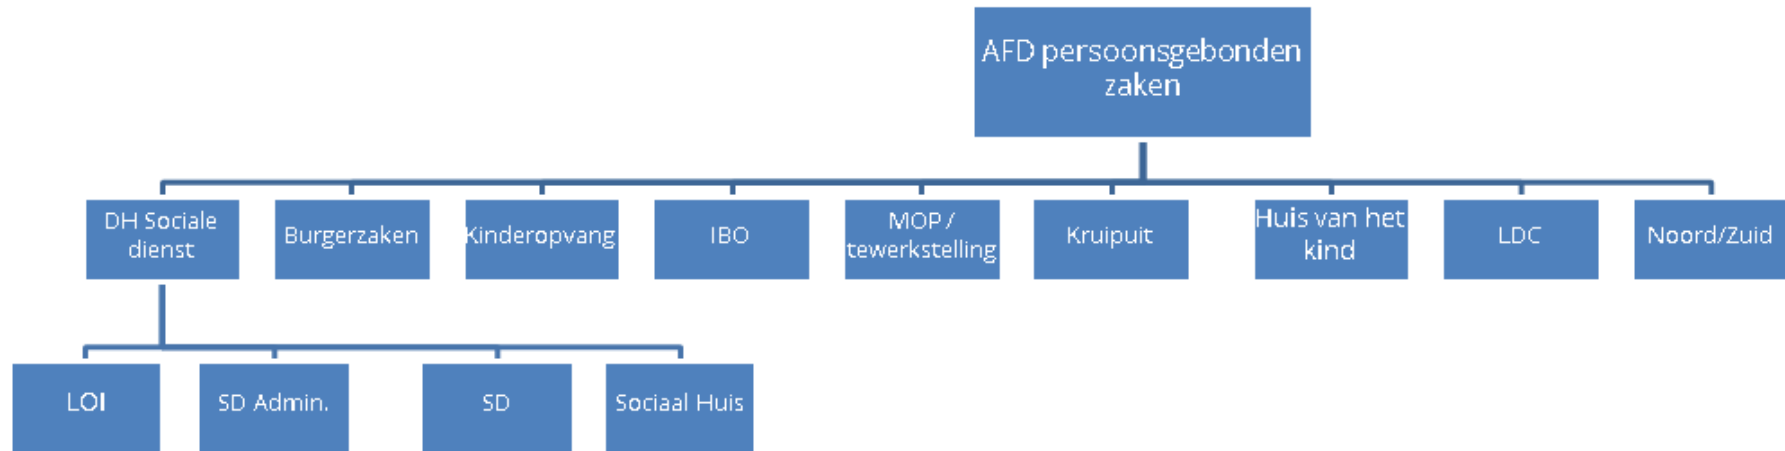 AFD persoonsgebonden
zaken
DH Sociale
dienst
Burgerzaken
Kinderopvang
IBO
MOP /
tewerkstelling
Kruipuit
Huis van het
kind
LDC
Noord/Zuid
LOI
SD Admin.
SD
Sociaal Huis